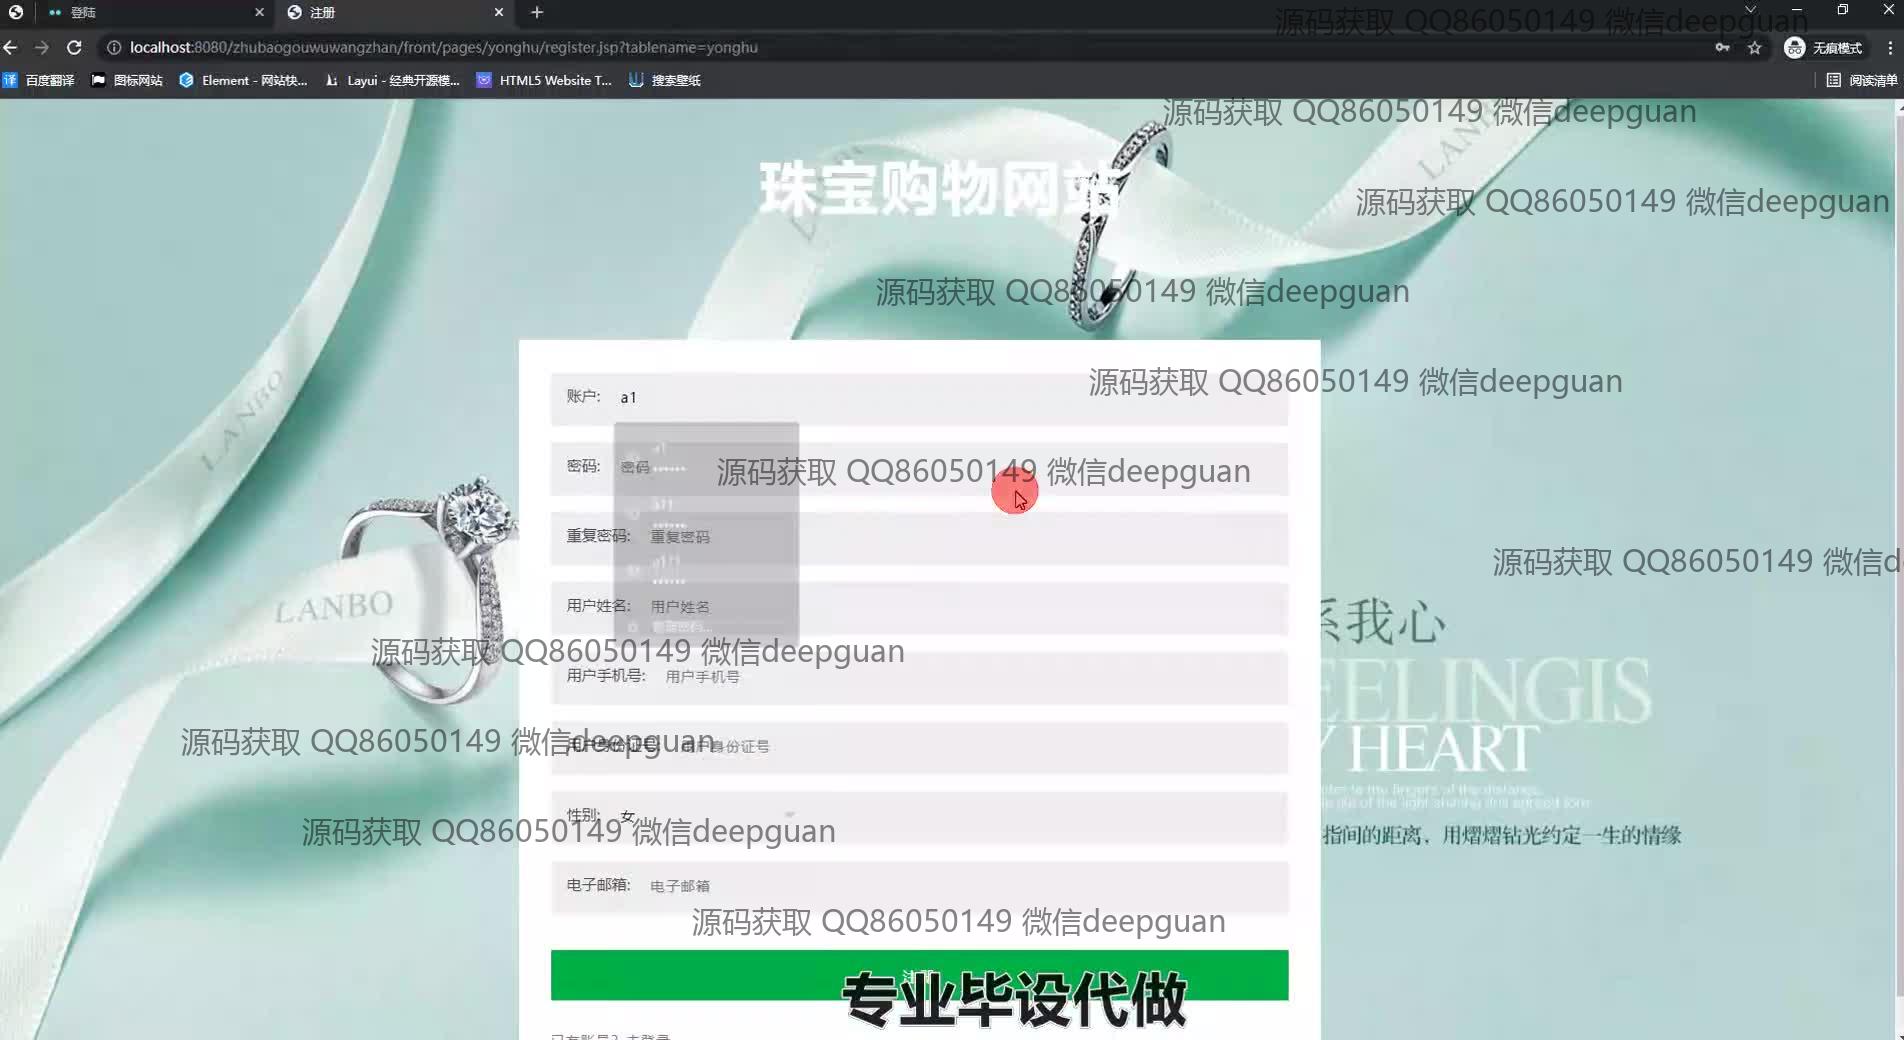 登陆
注册
源码获取 QQ86050149 微信deepguan
localhost:8080/zhubaogouwuwangzhan/front/pages/yonghu/register.jsp?tablename=yonghu
无痕模式
百度翻译
图标网站
Element - 网站快...
Layui - 经典开源模...
HTML5 Website T...
搜索壁纸
阅读清单
源码获取 QQ86050149 微信deepguan
珠宝购物网站
源码获取 QQ86050149 微信deepguan
源码获取 QQ86050149 微信deepguan
LANBO
账户: a1
源码获取 QQ86050149 微信deepguan
密码: 密码
源码获取 QQ86050149 微信deepguan
重复密码: 重复密码
源码获取 QQ86050149 微信d
用户姓名: 用户姓名
LANBO
系我心
源码获取 QQ86050149 微信deepguan
用户手机号: 用户手机号
EELINGIS
源码获取 QQ86050149 微信deepguan
用户身份证号: 用户身份证号
Y HEART
性别: 女
源码获取 QQ86050149 微信deepguan
指间的距离，用熠熠钻光约定一生的情缘
电子邮箱: 电子邮箱
源码获取 QQ86050149 微信deepguan
专业毕设代做